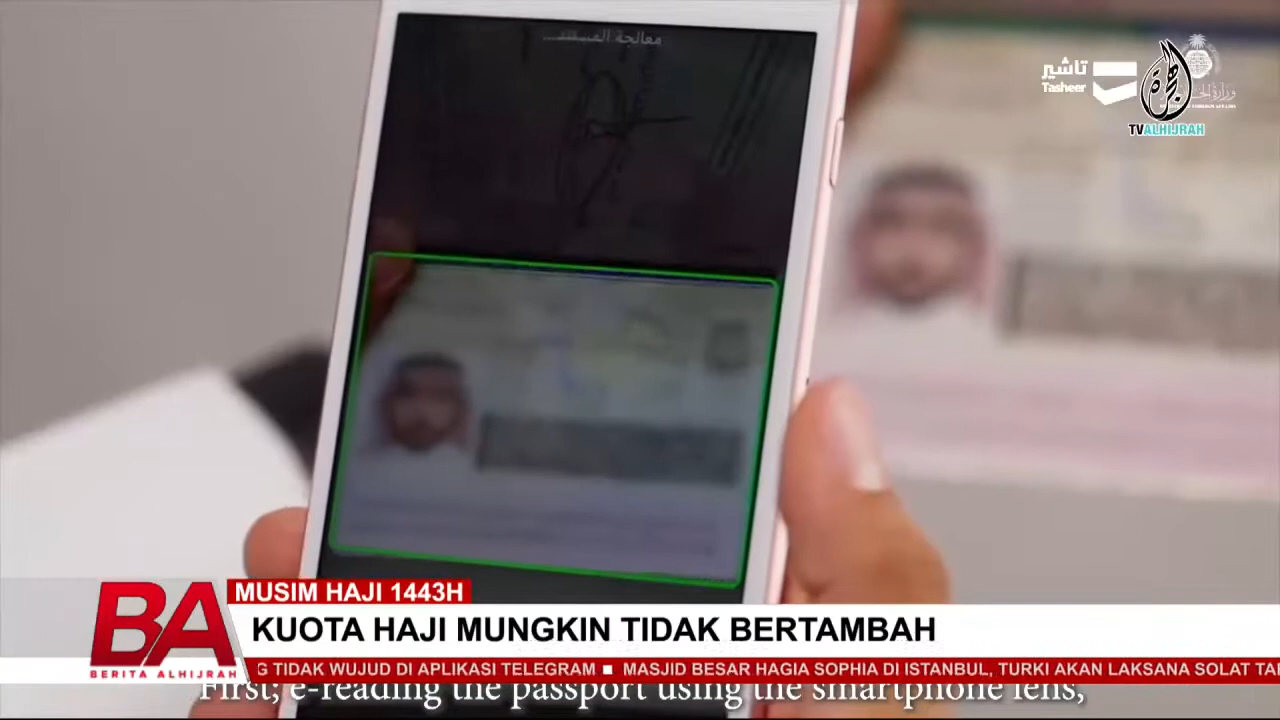 معالجة المستند...
تاشير
Tasheer
TVALHIJRAH
BA
BERITA ALHIJRAH
MUSIM HAJI 1443H
KUOTA HAJI MUNGKIN TIDAK BERTAMBAH
G TIDAK WUJUD DI APLIKASI TELEGRAM ■ MASJID BESAR HAGIA SOPHIA DI ISTANBUL, TURKI AKAN LAKSANA SOLAT TA
First; e-reading the passport using the smartphone lens,